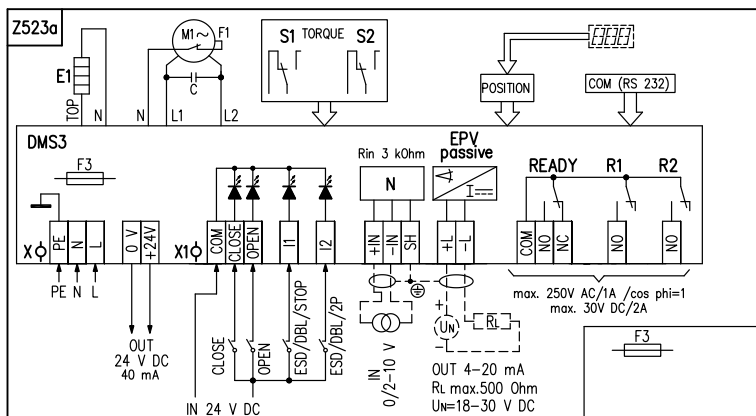 Z523a
M1~
F1
C
E1
TOP
N
N
L1
L2
S1 TORQUE S2
POSITION
COM (RS 232)
DMS3
F3
Rin 3 kOhm
N
EPV
passive
I
READY
R1
R2
X
PE
N
L
0 V
+24V
X1
COM
CLOSE
OPEN
I1
I2
+IN
-IN
SH
+L
-L
COM
NO
NC
NO
NO
PE N L
OUT
24 V DC
40 mA
CLOSE
OPEN
ESD/DBL/STOP
ESD/DBL/2P
IN 24 V DC
IN
0/2-10 V
+
UN
-
RL
OUT 4-20 mA
RL max.500 Ohm
UN=18-30 V DC
max. 250V AC/1A /cos phi=1
max. 30V DC/2A
F3